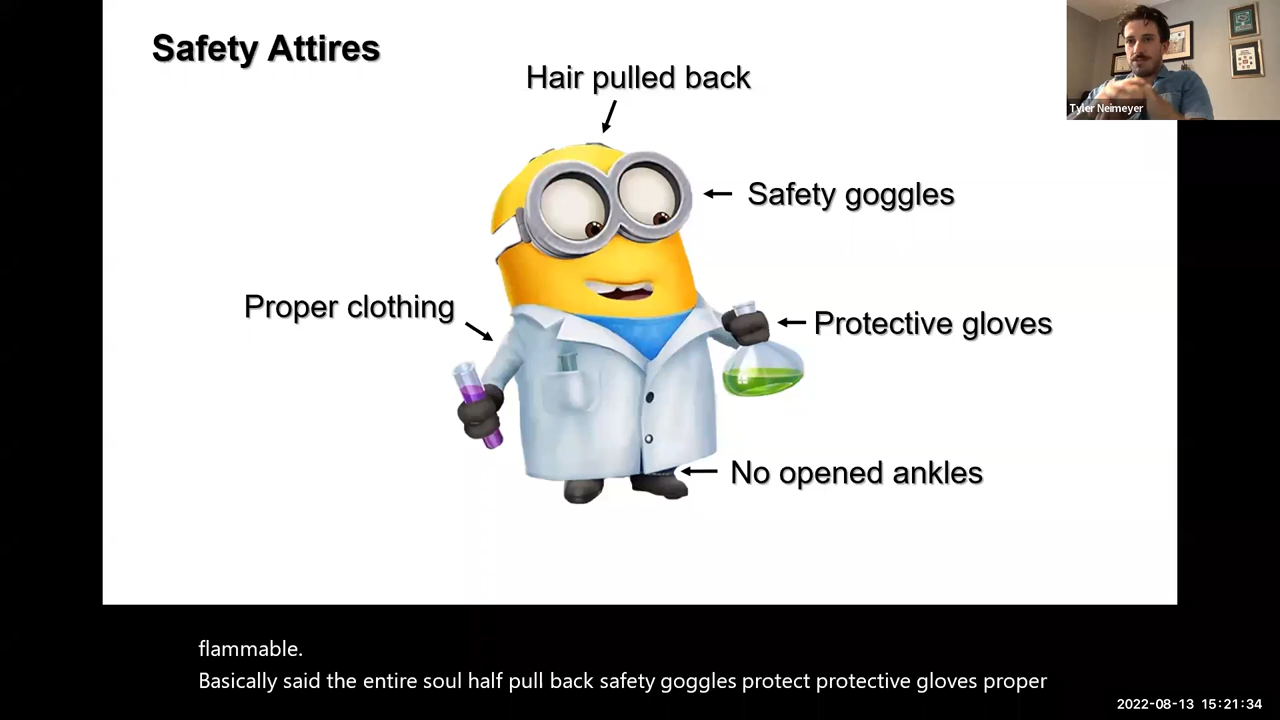 Safety Attires
Hair pulled back
Tyler Neimeyer
Safety goggles
Proper clothing
Protective gloves
No opened ankles
flammable.
Basically said the entire soul half pull back safety goggles protect protective gloves proper
2022-08-13 15:21:34